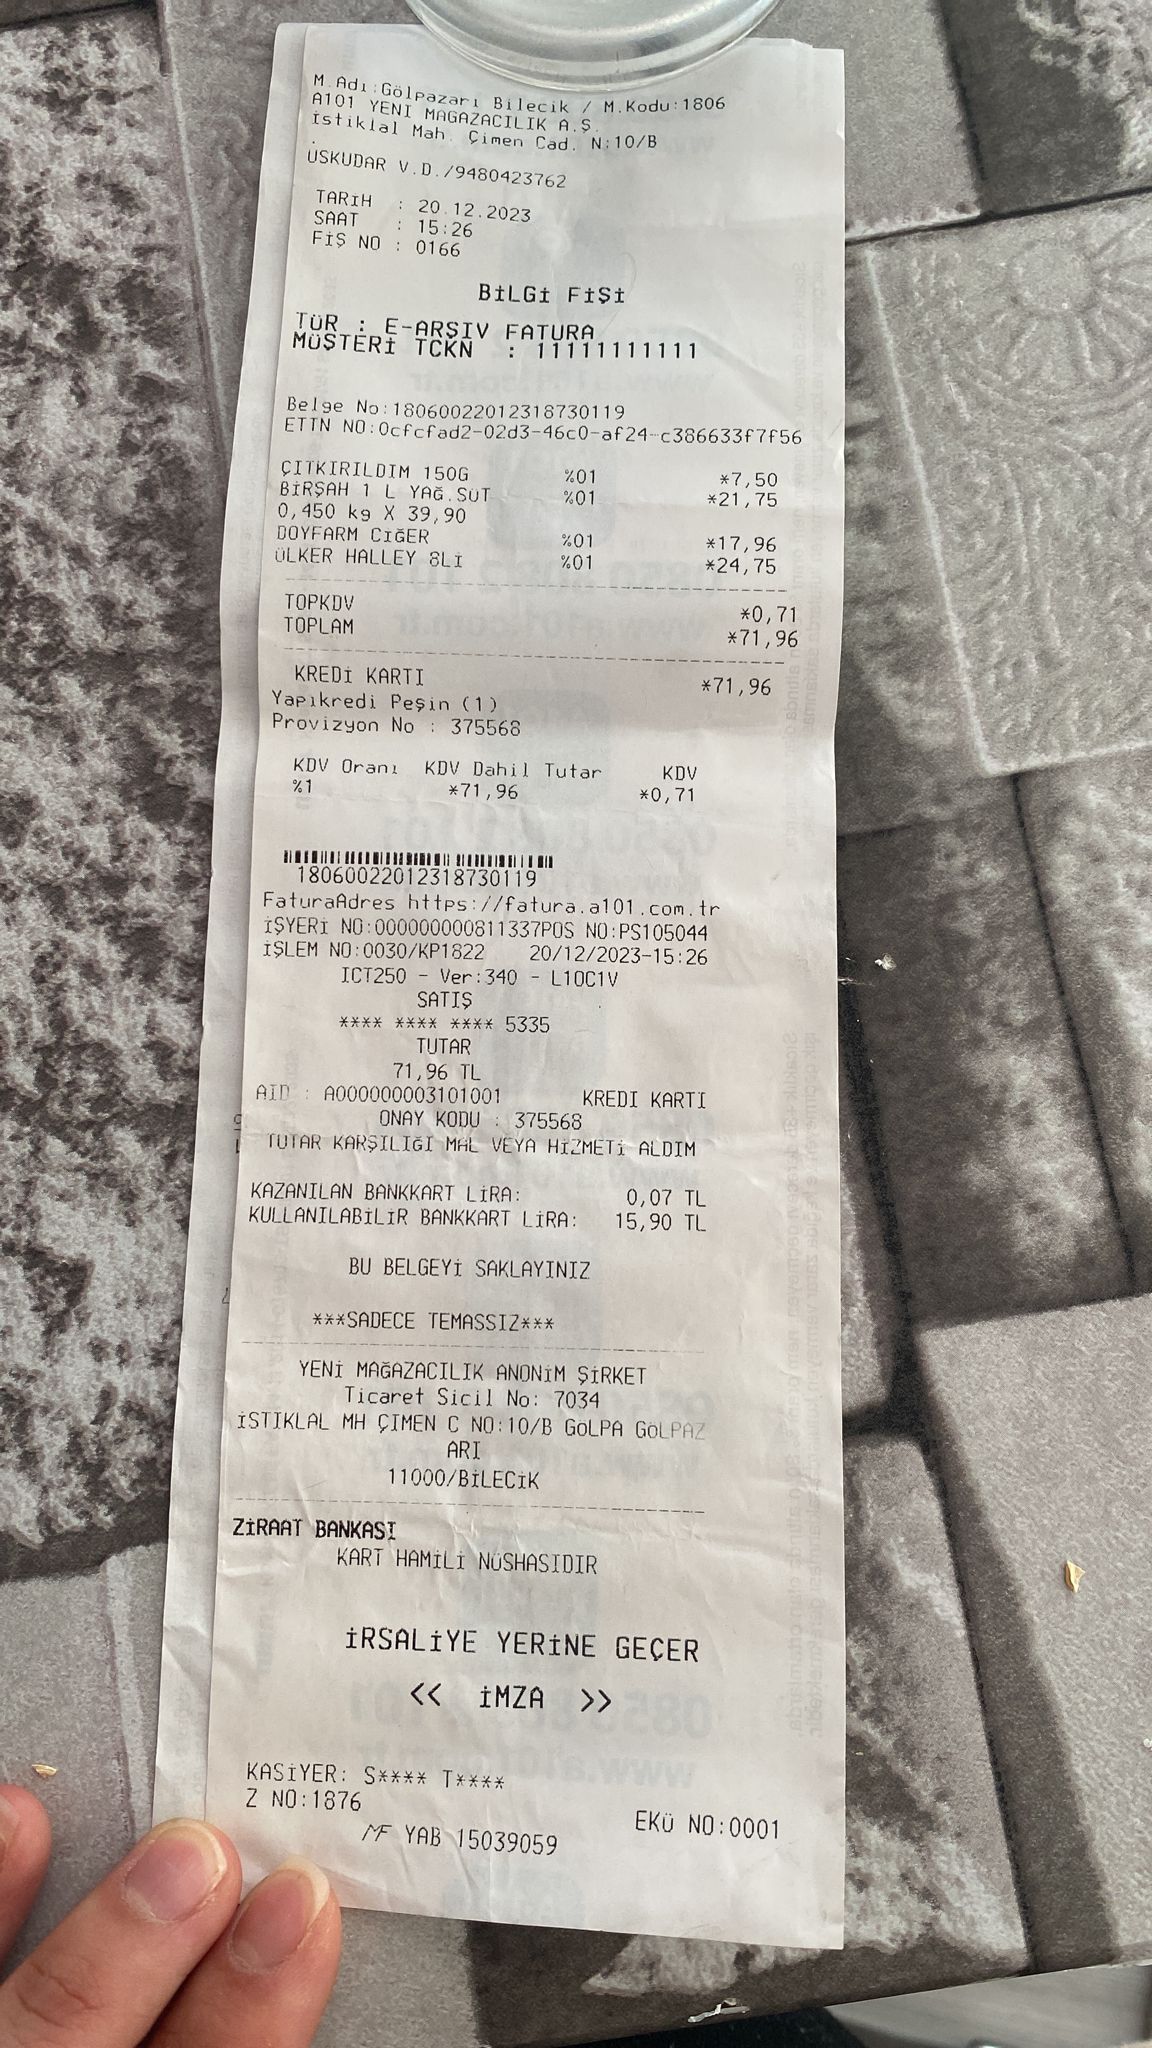 M.Adı:Gölpazarı Bilecik / M.Kodu:1806
A101 YENİ MAGAZACILIK A.Ş.
İstiklal Mah. Çimen Cad. N:10/B
.
USKUDAR V.D./9480423762
TARİH : 20.12.2023
SAAT : 15:26
FİŞ NO : 0166
BİLGİ FİŞİ
TÜR : E-ARŞİV FATURA
MÜŞTERİ TCKN : 11111111111
Belge No:18060022012318730119
ETTN NO:0cfcfad2-02d3-46c0-af24-c386633f7f56
ÇITKIRILDIM 150G %01 *7,50
BİRŞAH 1 L YAĞ.SÜT %01 *21,75
0,450 kg X 39,90
DOYFARM CİĞER %01 *17,96
ÜLKER HALLEY 8Lİ %01 *24,75
TOPKDV *0,71
TOPLAM *71,96
KREDİ KARTI *71,96
Yapıkredi Peşin (1)
Provizyon No : 375568
KDV Oranı KDV Dahil Tutar KDV
%1 *71,96 *0,71
18060022012318730119
FaturaAdres https://fatura.a101.com.tr
İŞYERİ NO:000000000811337POS NO:PS105044
İŞLEM NO:0030/KP1822 20/12/2023-15:26
ICT250 - Ver:340 - L10C1V
SATIŞ
**** **** **** 5335
TUTAR
71,96 TL
AID : A000000003101001 KREDI KARTI
ONAY KODU : 375568
TUTAR KARŞILIĞI MAL VEYA HİZMETİ ALDIM
KAZANILAN BANKKART LİRA: 0,07 TL
KULLANILABİLİR BANKKART LİRA: 15,90 TL
BU BELGEYİ SAKLAYINIZ
***SADECE TEMASSIZ***
YENİ MAĞAZACILIK ANONİM ŞİRKET
Ticaret Sicil No: 7034
İSTIKLAL MH ÇIMEN C NO:10/B GÖLPA GÖLPAZ
ARI
11000/BİLECİK
ZİRAAT BANKASI
KART HAMİLİ NÜSHASIDIR
İRSALİYE YERİNE GEÇER
<< İMZA >>
KASİYER: S**** T****
Z NO:1876 EKÜ NO:0001
MF YAB 15039059